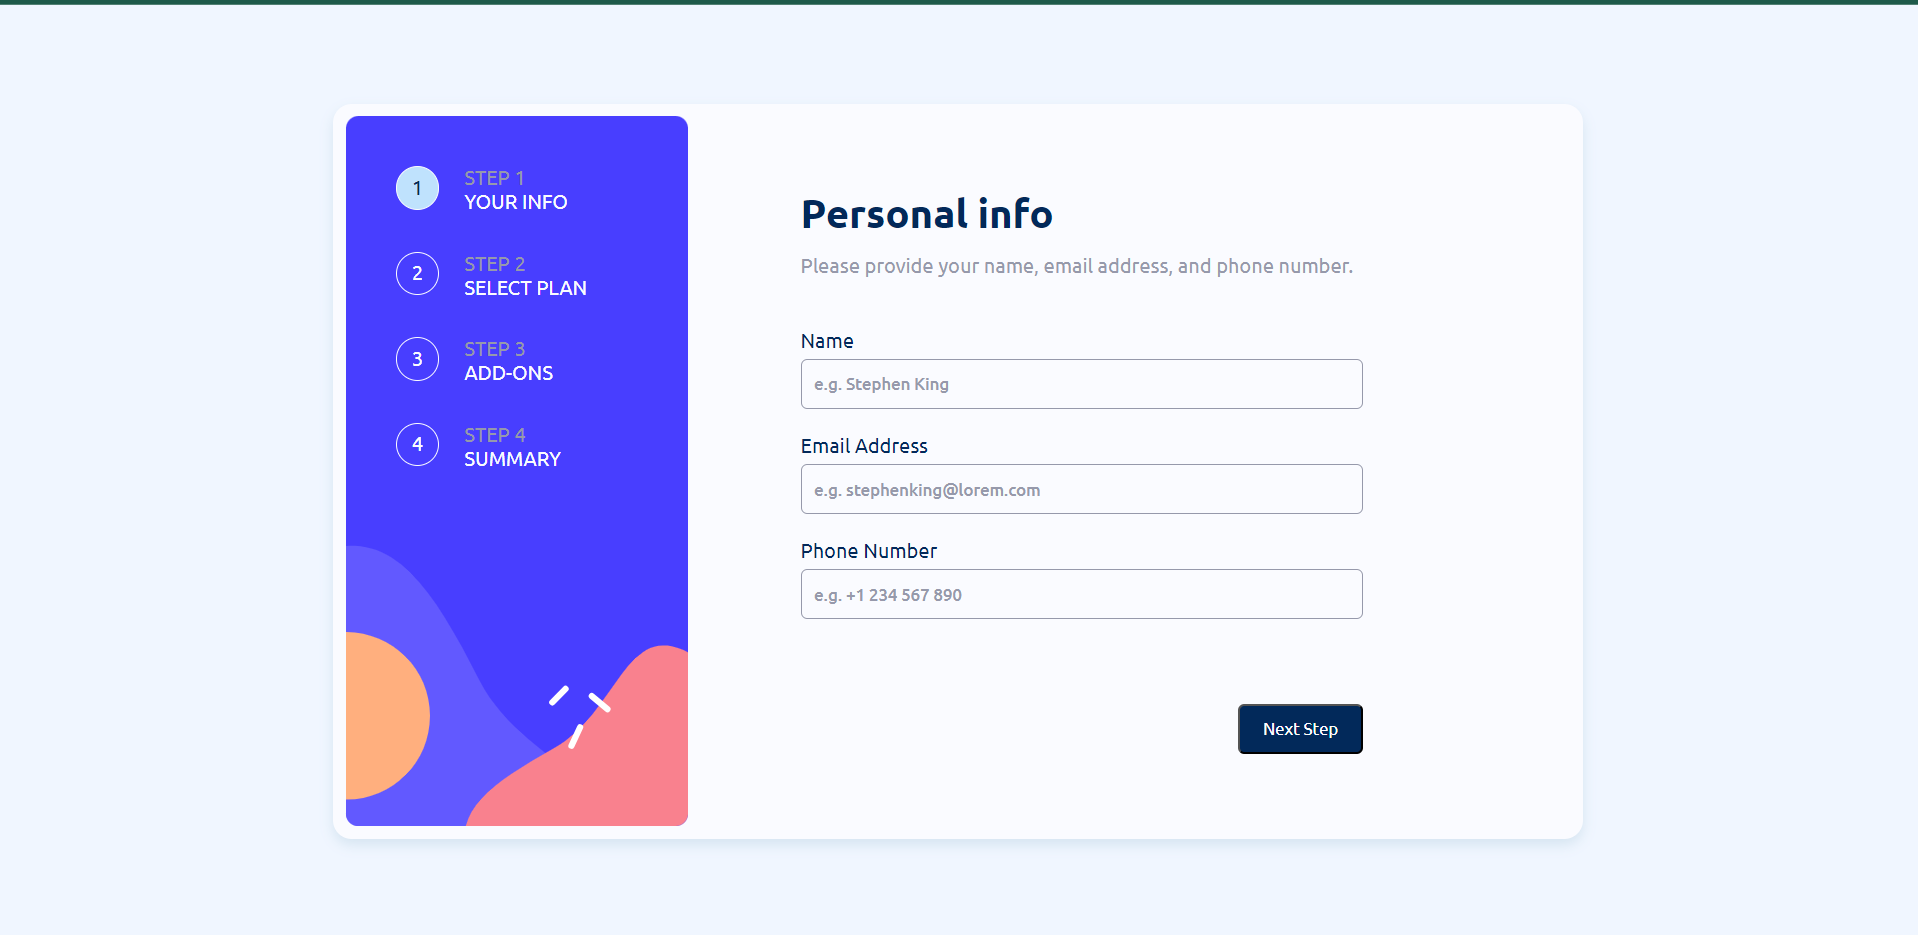 1
STEP 1
YOUR INFO
2
STEP 2
SELECT PLAN
3
STEP 3
ADD-ONS
4
STEP 4
SUMMARY
Personal info
Please provide your name, email address, and phone number.
Name
e.g. Stephen King
Email Address
e.g. stephenking@lorem.com
Phone Number
e.g. +1 234 567 890
Next Step